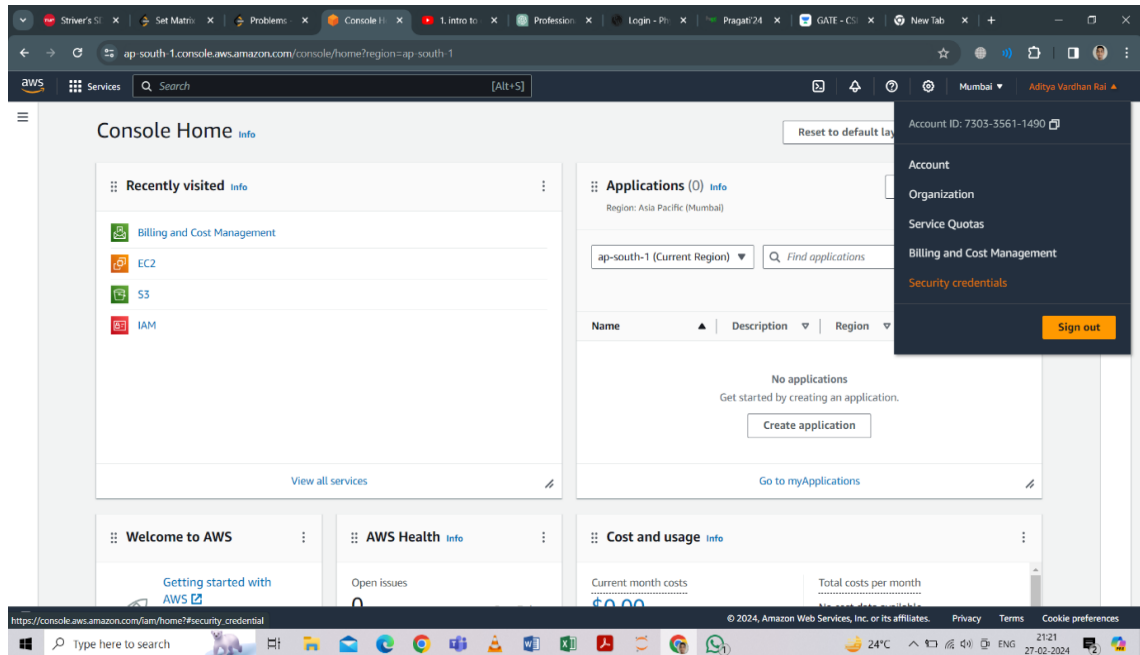 Striver's S
Set Matrix
Problems -
Console H
1. intro to
Profession
Login - Ph
Pragati'24
GATE - CSI
New Tab
ap-south-1.console.aws.amazon.com/console/home?region=ap-south-1
aws
Services
Search
[Alt+S]
Mumbai
Aditya Vardhan Rai
Console Home Info
Reset to default lay
Account ID: 7303-3561-1490
Account
Organization
Service Quotas
Billing and Cost Management
Security credentials
Sign out
Recently visited Info
Billing and Cost Management
EC2
S3
IAM
View all services
Applications (0) Info
Region: Asia Pacific (Mumbai)
ap-south-1 (Current Region)
Find applications
Name
Description
Region
No applications
Get started by creating an application.
Create application
Go to myApplications
Welcome to AWS
Getting started with
AWS
AWS Health Info
Open issues
0
Cost and usage Info
Current month costs
$0.00
Total costs per month
No cost data available
https://console.aws.amazon.com/iam/home?#security_credential
© 2024, Amazon Web Services, Inc. or its affiliates.
Privacy
Terms
Cookie preferences
Type here to search
24°C
ENG
21:21
27-02-2024